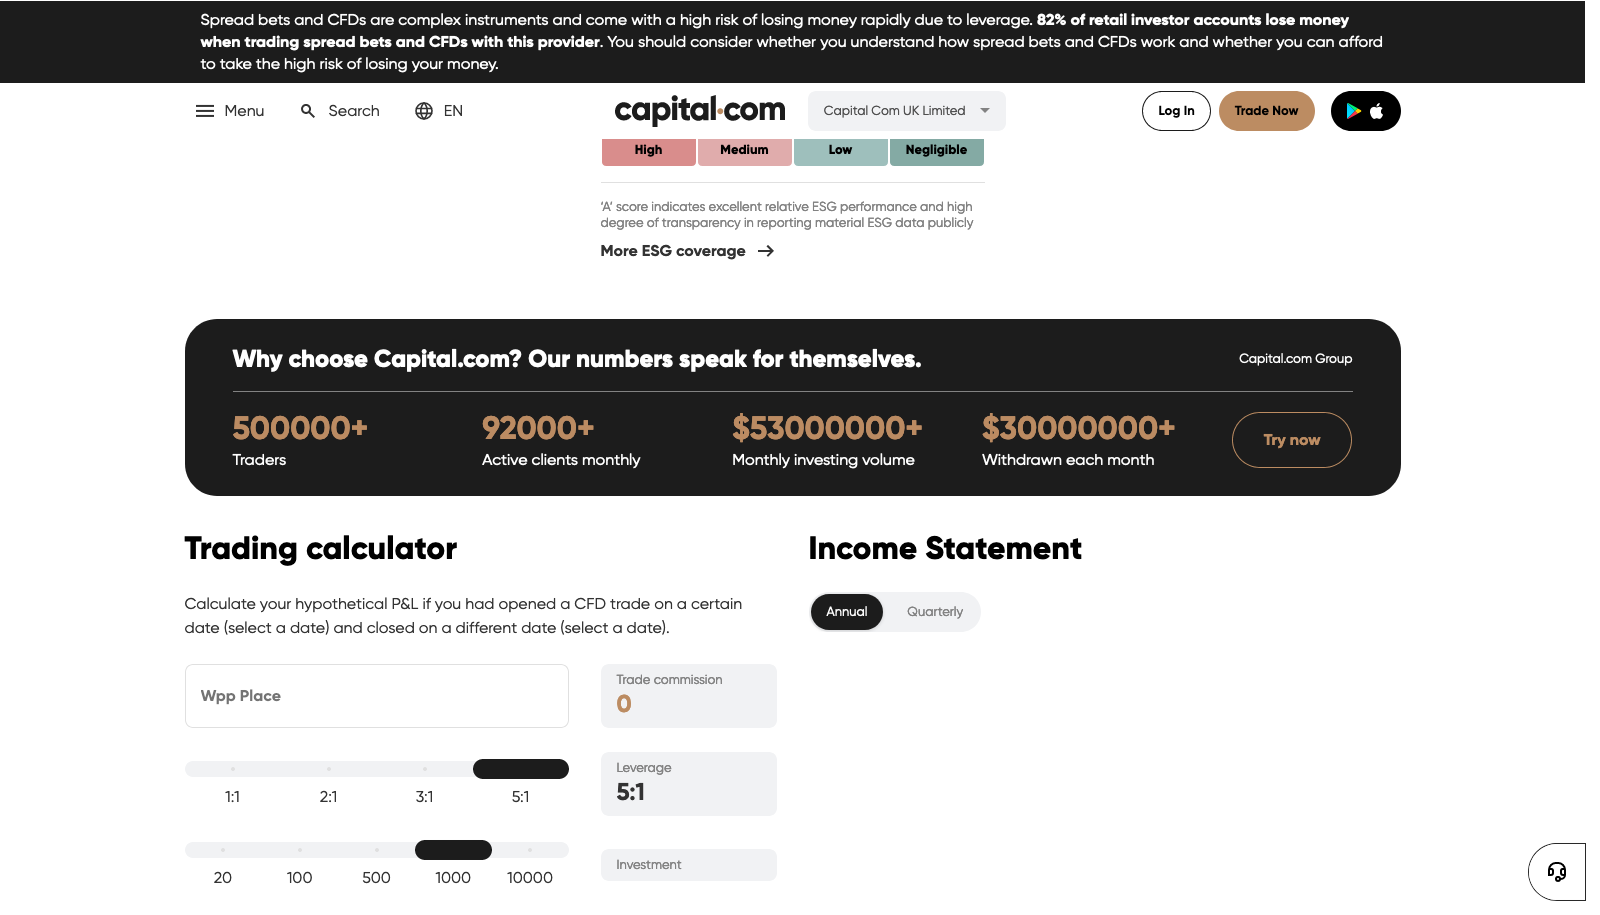 Spread bets and CFDs are complex instruments and come with a high risk of losing money rapidly due to leverage. 82% of retail investor accounts lose money
when trading spread bets and CFDs with this provider. You should consider whether you understand how spread bets and CFDs work and whether you can afford
to take the high risk of losing your money.
Menu Search EN capital.com Capital Com UK Limited Log In Trade Now
High Medium Low Negligible
‘A’ score indicates excellent relative ESG performance and high
degree of transparency in reporting material ESG data publicly
More ESG coverage
Why choose Capital.com? Our numbers speak for themselves. Capital.com Group
500000+ 92000+ $53000000+ $30000000+
Traders Active clients monthly Monthly investing volume Withdrawn each month
Try now
Trading calculator
Calculate your hypothetical P&L if you had opened a CFD trade on a certain
date (select a date) and closed on a different date (select a date).
Wpp Place
Trade commission
0
1:1 2:1 3:1 5:1
Leverage
5:1
20 100 500 1000 10000
Investment
Income Statement
Annual Quarterly